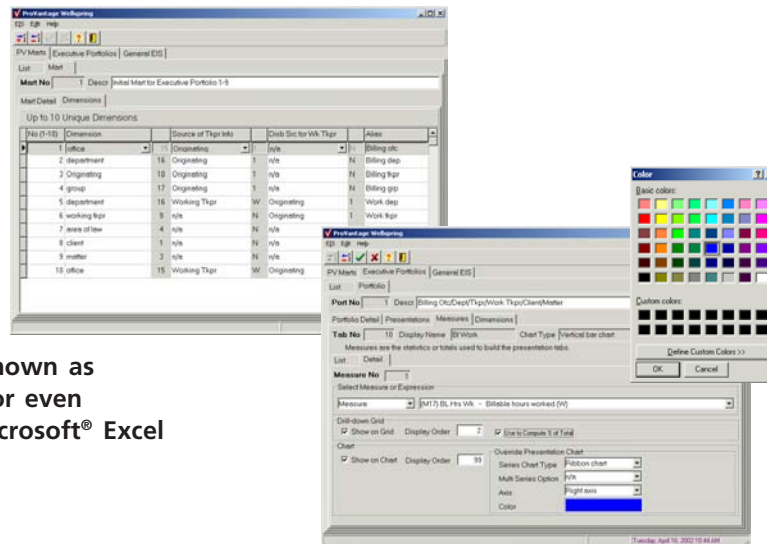 ProVantage Wellspring
Edit Help
PV Marts Executive Portfolios General EIS
List Mart
Mart No 1 Descr Initial Mart for Executive Portfolio 1-9
Mart Detail Dimensions
Up to 10 Unique Dimensions
No (1-10) Dimension Source of Tkpr Info Distrib Src for Wk Tkpr Alias
1 office 15 Originating 1 n/a N Billing ofc
2 department 16 Originating 1 n/a N Billing dep
3 Originating 10 Originating 1 n/a N Billing tkpr
4 group 17 Originating 1 n/a N Billing grp
5 department 16 Working Tkpr W Originating 1 Work dep
6 working tkpr 9 n/a N Originating 1 Work tkpr
7 area of law 4 n/a N n/a N
8 client 1 n/a N n/a N
9 matter 3 n/a N n/a N
10 office 15 Working Tkpr W Originating
nown as
or even
crosoft® Excel
ProVantage Wellspring
Edit Help
PV Marts Executive Portfolios General EIS
List Portfolio
Port No 1 Descr Billing Ofc/Dept/Tkpr/Work Tkpr/Client/Matter
Portfolio Detail Presentations Measures Dimensions
Tab No 10 Display Name Bl Work Chart Type Vertical bar chart
Measures are the statistics or totals used to build the presentation tabs.
List Detail
Measure No 1
Select Measure or Expression
Measure (M17) BL Hrs Wk - Billable hours worked (W)
Drill-down Grid
Show on Grid Display Order 2 Use to Compute % of Total
Chart
Show on Chart Display Order 99
Override Presentation Chart
Series Chart Type Ribbon chart
Multi Series Option n/a
Axis Right axis
Color
Tuesday, April 16, 2002 10:44 AM
Color
Basic colors:
Custom colors:
Define Custom Colors >>
OK Cancel